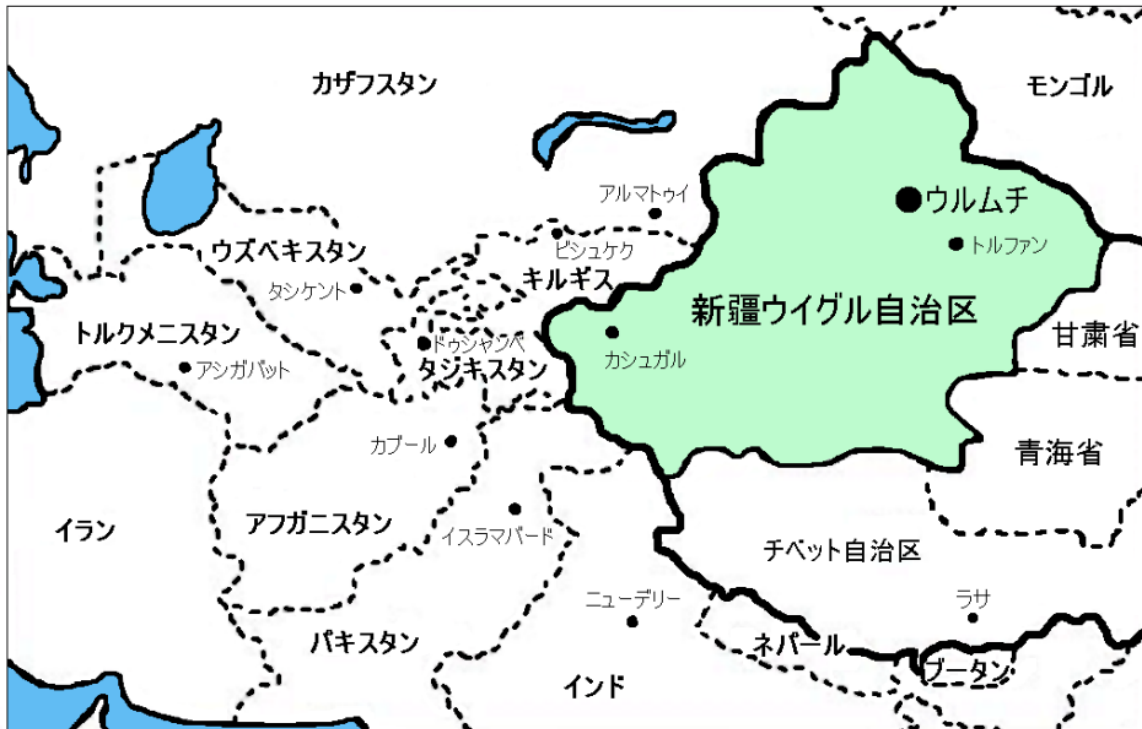 カザフスタン
モンゴル
アルマトゥイ
ウルムチ
ビシュケク
トルファン
ウズベキスタン
キルギス
タシケント
新疆ウイグル自治区
トルクメニスタン
ドゥシャンベ
カシュガル
甘粛省
アシガバット
タジキスタン
カブール
青海省
イラン
アフガニスタン
イスラマバード
チベット自治区
ニューデリー
ラサ
パキスタン
ネパール
ブータン
インド